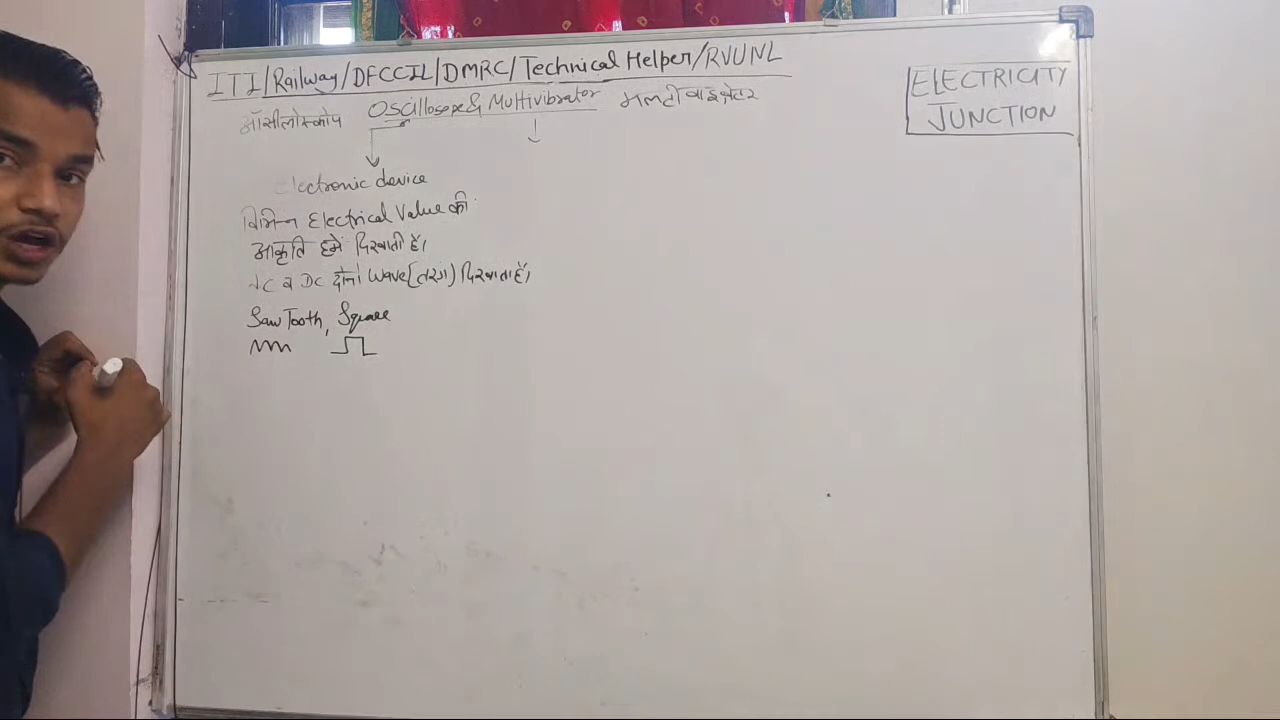 ITI/Railway/DFCCIL/DMRC/Technical Helper/RVUNL
ELECTRICITY
JUNCTION
ऑसीलोस्कोप Oscillosope & Multivibrator मल्टीवाइब्रेटर
Electronic device
विभिन्न Electrical Value की
आकृति हमें दिखाती हैं।
AC व DC दोनो Wave(तरंग) दिखाता हैं।
Saw Tooth, Square